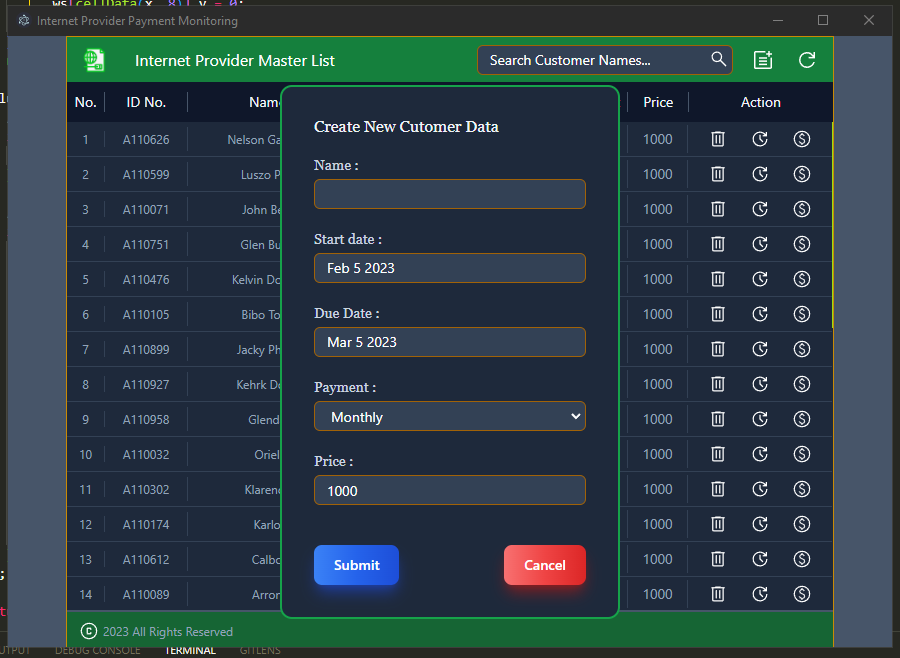 ws[cellData(x, 8)].v = 0;
Internet Provider Payment Monitoring
Internet Provider Master List
Search Customer Names...
No. ID No. Nam Price Action
1 A110626 Nelson Ga 1000
2 A110599 Luszo P 1000
3 A110071 John Be 1000
4 A110751 Glen Bu 1000
5 A110476 Kelvin Do 1000
6 A110105 Bibo To 1000
7 A110899 Jacky Ph 1000
8 A110927 Kehrk D 1000
9 A110958 Glend 1000
10 A110032 Oriel 1000
11 A110302 Klaren 1000
12 A110174 Karlo 1000
13 A110612 Calbo 1000
14 A110089 Arron 1000
Create New Cutomer Data
Name :
Start date :
Feb 5 2023
Due Date :
Mar 5 2023
Payment :
Monthly
Price :
1000
Submit
Cancel
© 2023 All Rights Reserved
UTPUT DEBUG CONSOLE TERMINAL GITLENS